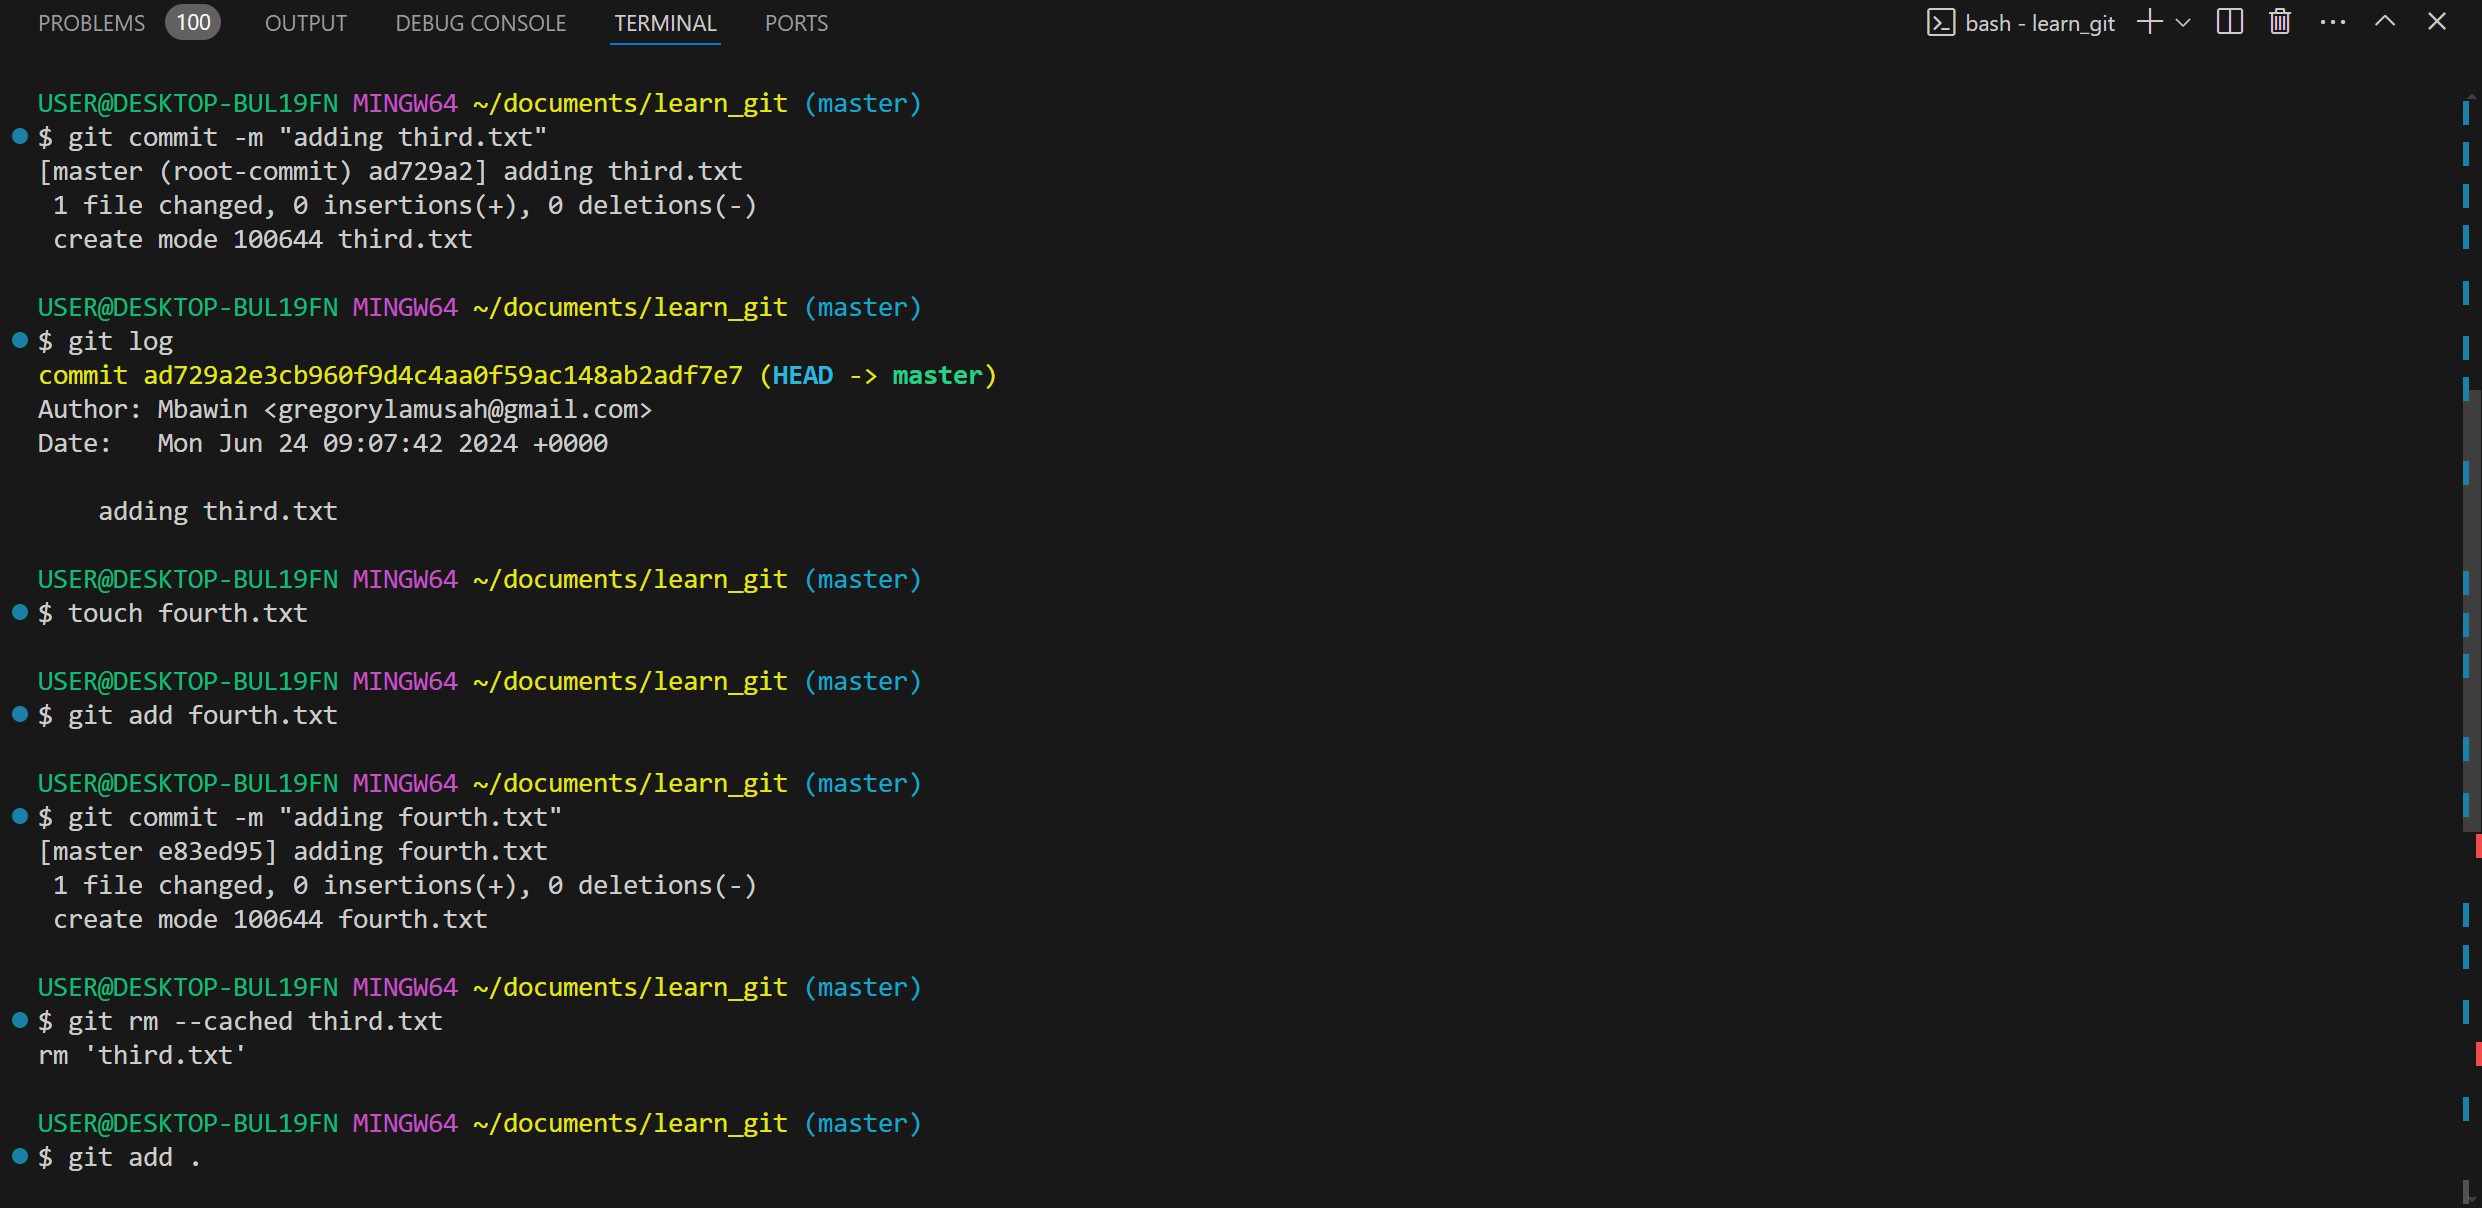 PROBLEMS 100 OUTPUT DEBUG CONSOLE TERMINAL PORTS bash - learn_git
USER@DESKTOP-BUL19FN MINGW64 ~/documents/learn_git (master)
$ git commit -m "adding third.txt"
[master (root-commit) ad729a2] adding third.txt
 1 file changed, 0 insertions(+), 0 deletions(-)
 create mode 100644 third.txt
USER@DESKTOP-BUL19FN MINGW64 ~/documents/learn_git (master)
$ git log
commit ad729a2e3cb960f9d4c4aa0f59ac148ab2adf7e7 (HEAD -> master)
Author: Mbawin <gregorylamusah@gmail.com>
Date:   Mon Jun 24 09:07:42 2024 +0000
    adding third.txt
USER@DESKTOP-BUL19FN MINGW64 ~/documents/learn_git (master)
$ touch fourth.txt
USER@DESKTOP-BUL19FN MINGW64 ~/documents/learn_git (master)
$ git add fourth.txt
USER@DESKTOP-BUL19FN MINGW64 ~/documents/learn_git (master)
$ git commit -m "adding fourth.txt"
[master e83ed95] adding fourth.txt
 1 file changed, 0 insertions(+), 0 deletions(-)
 create mode 100644 fourth.txt
USER@DESKTOP-BUL19FN MINGW64 ~/documents/learn_git (master)
$ git rm --cached third.txt
rm 'third.txt'
USER@DESKTOP-BUL19FN MINGW64 ~/documents/learn_git (master)
$ git add .